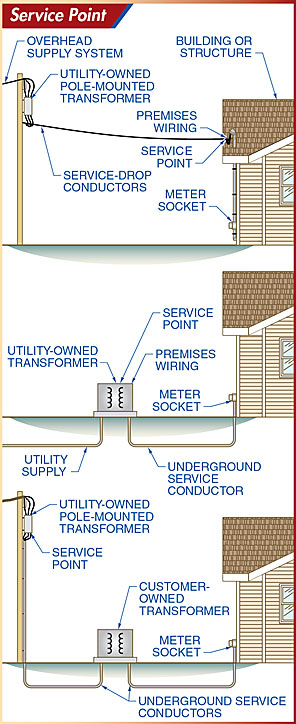 Service Point
OVERHEAD
SUPPLY SYSTEM
BUILDING OR
STRUCTURE
UTILITY-OWNED
POLE-MOUNTED
TRANSFORMER
PREMISES
WIRING
SERVICE
POINT
SERVICE-DROP
CONDUCTORS
METER
SOCKET
SERVICE
POINT
UTILITY-OWNED
TRANSFORMER
PREMISES
WIRING
METER
SOCKET
UTILITY
SUPPLY
UNDERGROUND
SERVICE
CONDUCTOR
UTILITY-OWNED
POLE-MOUNTED
TRANSFORMER
SERVICE
POINT
CUSTOMER-
OWNED
TRANSFORMER
METER
SOCKET
UNDERGROUND SERVICE
CONDUCTORS